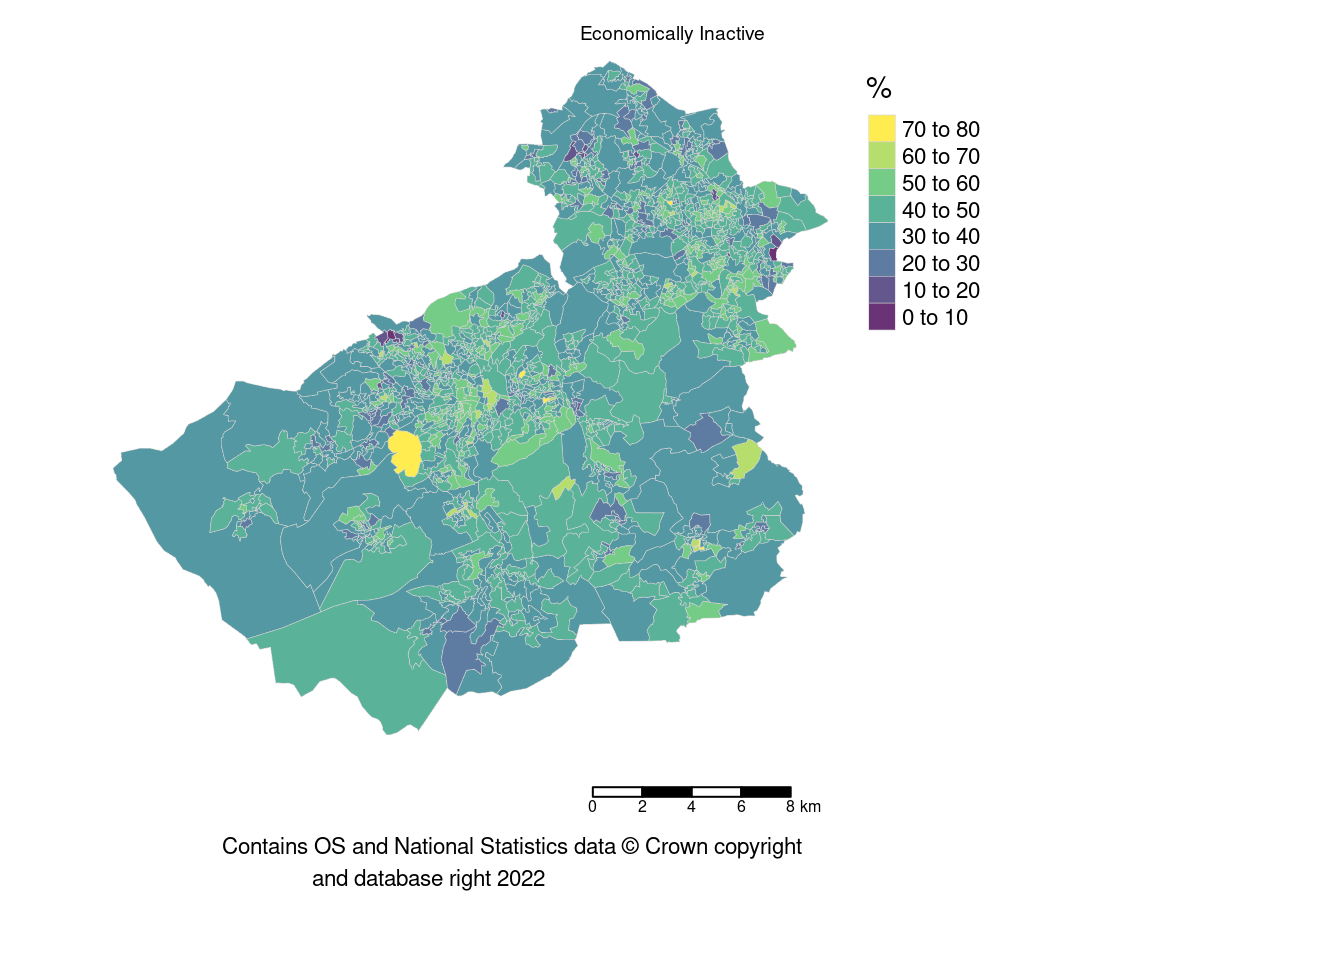 Economically Inactive
%
70 to 80
60 to 70
50 to 60
40 to 50
30 to 40
20 to 30
10 to 20
0 to 10
0 2 4 6 8 km
Contains OS and National Statistics data © Crown copyright
and database right 2022